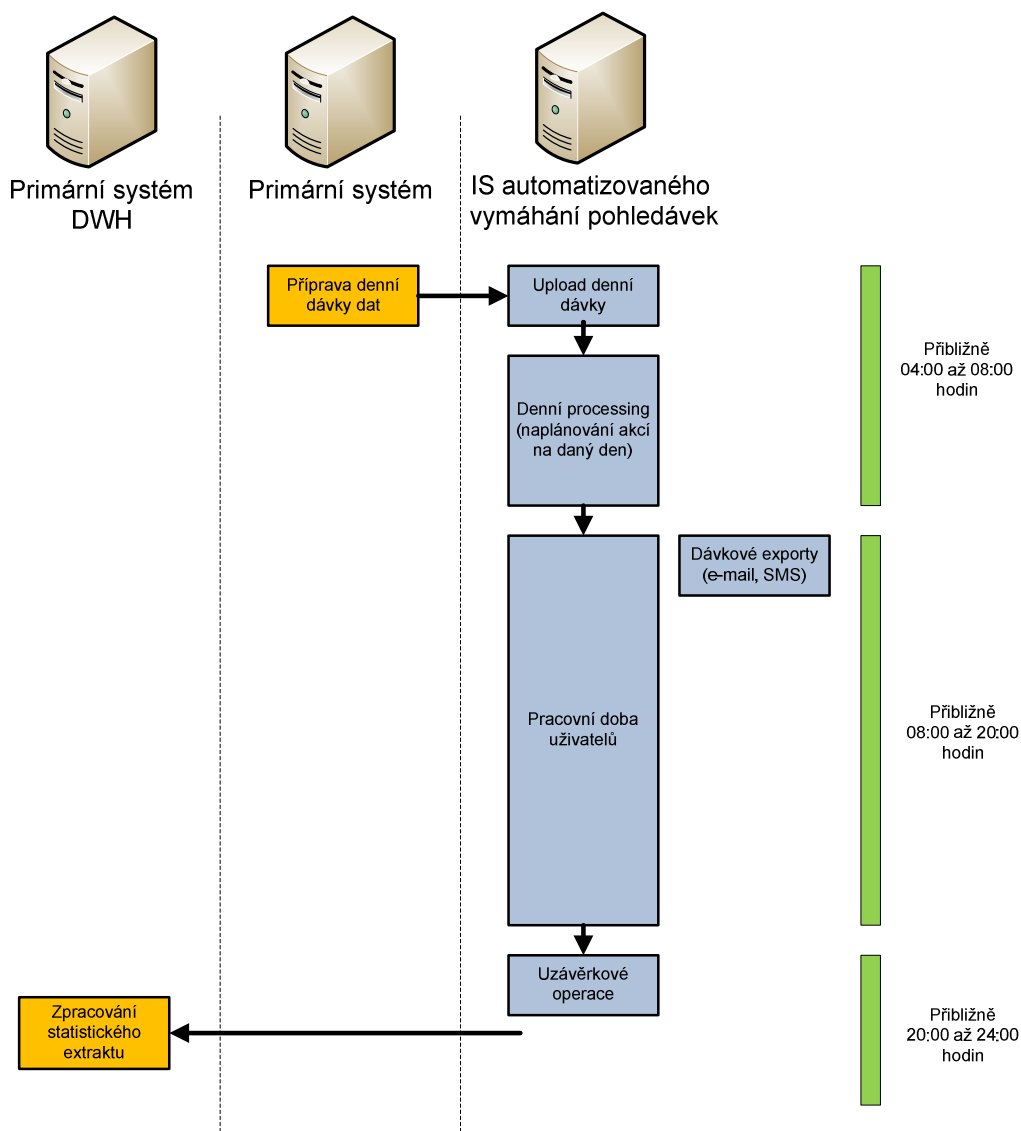 Primární systém
DWH
Primární systém
IS automatizovaného
vymáhání pohledávek
Příprava denní
dávky dat
Upload denní
dávky
Přibližně
04:00 až 08:00
hodin
Denní processing
(naplánování akcí
na daný den)
Dávkové exporty
(e-mail, SMS)
Pracovní doba
uživatelů
Přibližně
08:00 až 20:00
hodin
Uzávěrkové
operace
Zpracování
statistického
extraktu
Přibližně
20:00 až 24:00
hodin